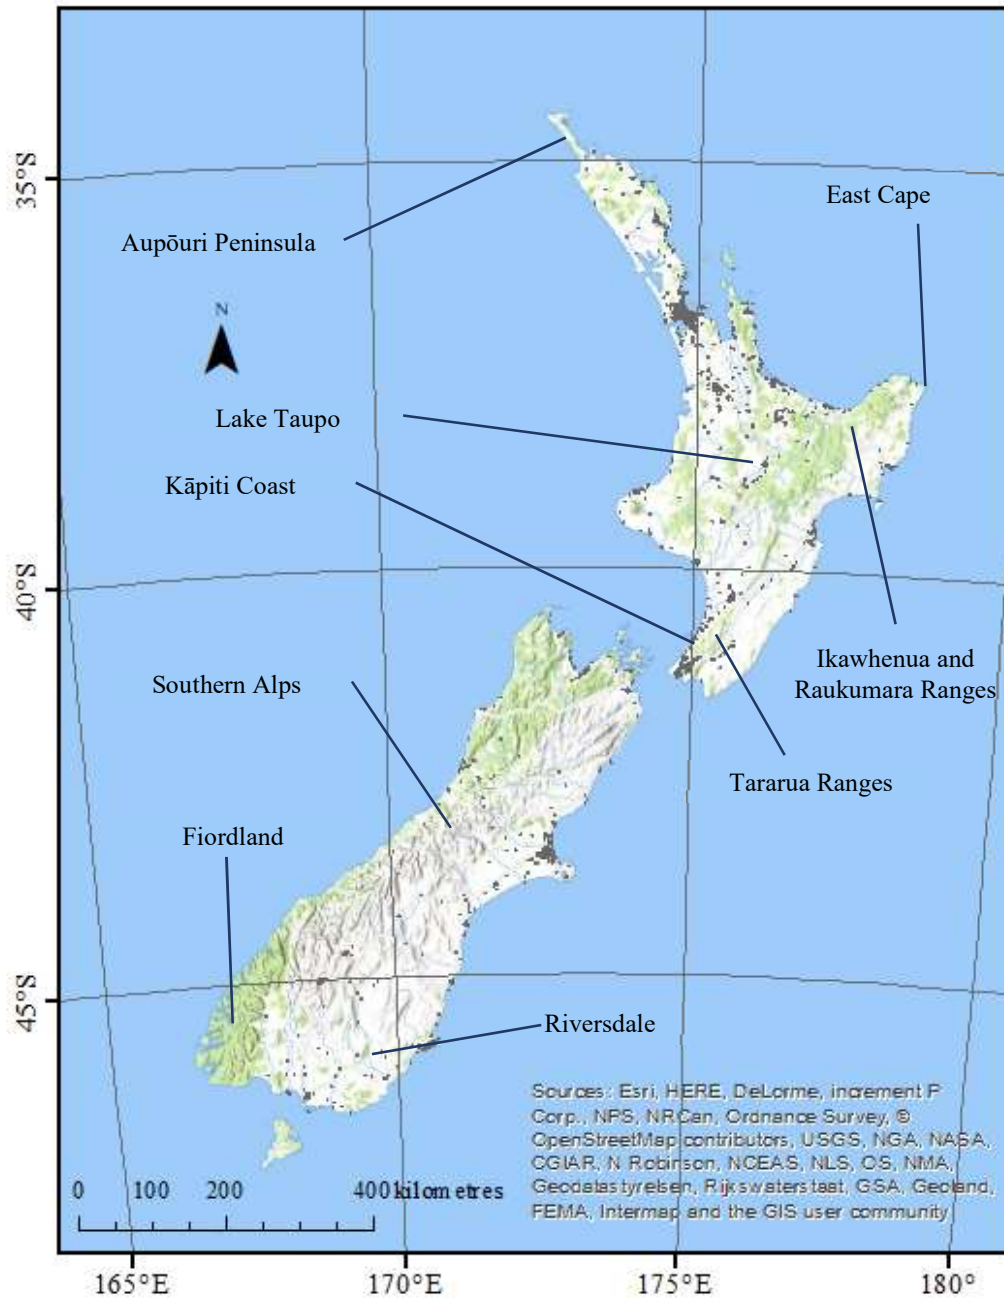 35°S
East Cape
Aupōuri Peninsula
N
Lake Taupo
Kāpiti Coast
40°S
Ikawhenua and
Raukumara Ranges
Southern Alps
Tararua Ranges
Fiordland
45°S
Riversdale
Sources: Esri, HERE, DeLorme, increment P
Corp., NPS, NRCan, Ordnance Survey, ©
OpenStreetMap contributors, USGS, NGA, NASA,
CGIAR, N Robinson, NCEAS, NLS, OS, NMA,
Geodatastyrelsen, Rijkswaterstaat, GSA, Geoland,
FEMA, Intermap and the GIS user community
0 100 200 400 kilometres
165°E 170°E 175°E 180°